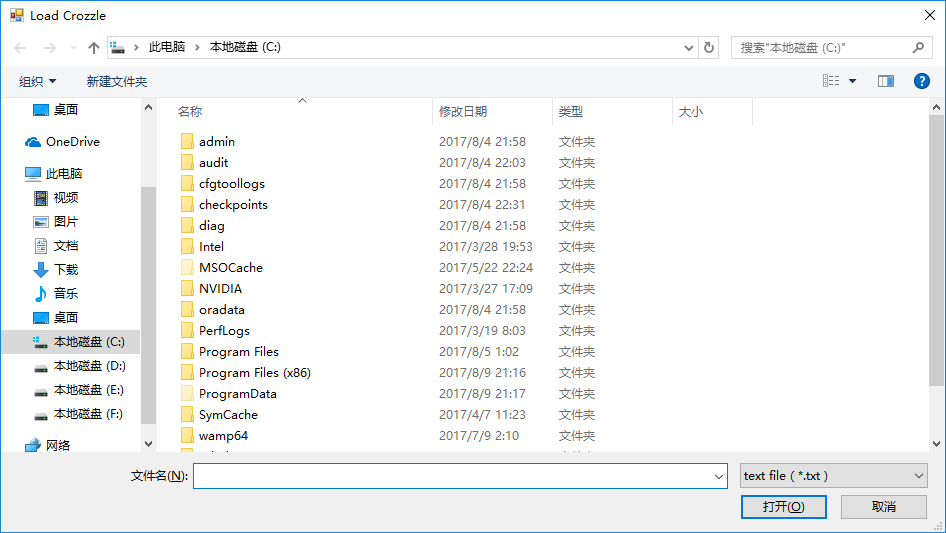 Load Crozzle
此电脑 本地磁盘 (C:) 搜索"本地磁盘 (C:)"
组织 新建文件夹
桌面
OneDrive
此电脑
视频
图片
文档
下载
音乐
桌面
本地磁盘 (C:)
本地磁盘 (D:)
本地磁盘 (E:)
本地磁盘 (F:)
网络
名称 修改日期 类型 大小
admin 2017/8/4 21:58 文件夹
audit 2017/8/4 22:03 文件夹
cfgtoollogs 2017/8/4 21:58 文件夹
checkpoints 2017/8/4 22:31 文件夹
diag 2017/8/4 21:58 文件夹
Intel 2017/3/28 19:53 文件夹
MSOCache 2017/5/22 22:24 文件夹
NVIDIA 2017/3/27 17:09 文件夹
oradata 2017/8/4 21:58 文件夹
PerfLogs 2017/3/19 8:03 文件夹
Program Files 2017/8/5 1:02 文件夹
Program Files (x86) 2017/8/9 21:16 文件夹
ProgramData 2017/8/9 21:17 文件夹
SymCache 2017/4/7 11:23 文件夹
wamp64 2017/7/9 2:10 文件夹
文件名(N): text file ( *.txt )
打开(O) 取消